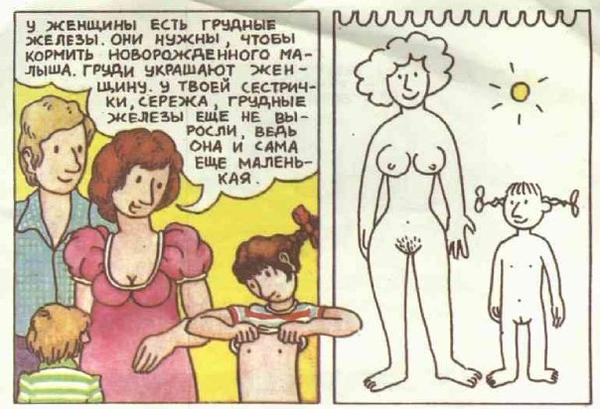 У ЖЕНЩИНЫ ЕСТЬ ГРУДНЫЕ
ЖЕЛЕЗЫ. ОНИ НУЖНЫ, ЧТОБЫ
КОРМИТЬ НОВОРОЖДЕННОГО МА-
ЛЫША. ГРУДИ УКРАШАЮТ ЖЕН-
ЩИНУ. У ТВОЕЙ СЕСТРИЧ-
КИ, СЕРЕЖА, ГРУДНЫЕ
ЖЕЛЕЗЫ ЕЩЕ НЕ ВЫ-
РОСЛИ, ВЕДЬ
ОНА И САМА
ЕЩЕ МАЛЕНЬ-
КАЯ.